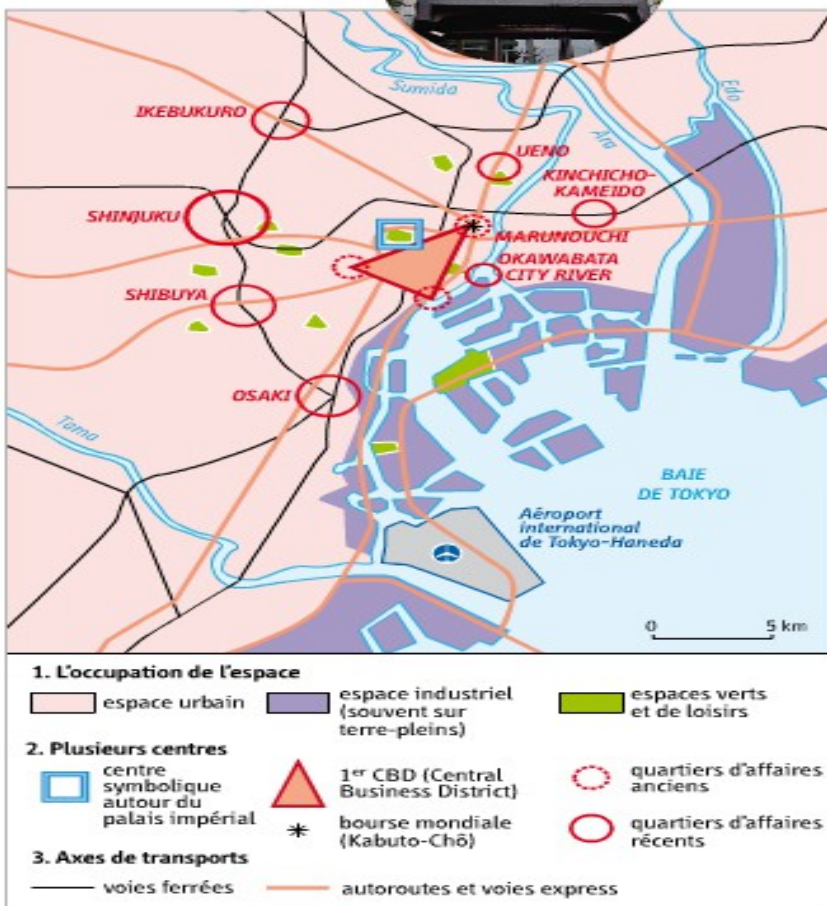 Sumida
Edo
Ara
IKEBUKURO
UENO
KINCHICHO-
KAMEIDO
SHINJUKU
MARUNOUCHI
OKAWABATA
CITY RIVER
SHIBUYA
OSAKI
Tama
BAIE
DE TOKYO
Aéroport
international
de Tokyo-Haneda
0 5 km
1. L'occupation de l'espace
espace urbain
espace industriel
(souvent sur
terre-pleins)
espaces verts
et de loisirs
2. Plusieurs centres
centre
symbolique
autour du
palais impérial
1er CBD (Central
Business District)
bourse mondiale
(Kabuto-Chô)
quartiers d'affaires
anciens
quartiers d'affaires
récents
3. Axes de transports
voies ferrées
autoroutes et voies express